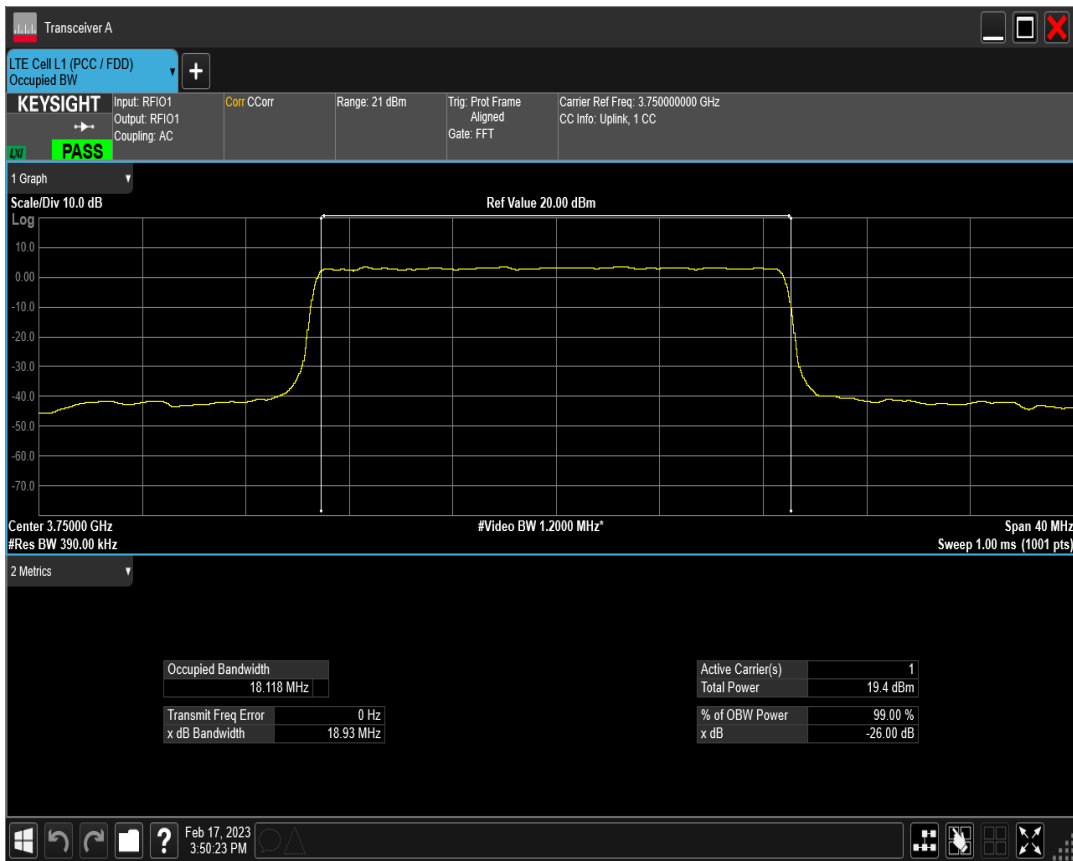 Transceiver A
LTE Cell L1 (PCC / FDD)
Occupied BW
+
KEYSIGHT
LXI
PASS
Input: RFIO1
Output: RFIO1
Coupling: AC
Corr CCorr
Range: 21 dBm
Trig: Prot Frame
Aligned
Gate: FFT
Carrier Ref Freq: 3.750000000 GHz
CC Info: Uplink, 1 CC
1 Graph
Scale/Div 10.0 dB
Ref Value 20.00 dBm
Log
10.0
0.00
-10.0
-20.0
-30.0
-40.0
-50.0
-60.0
-70.0
Center 3.75000 GHz
#Video BW 1.2000 MHz*
Span 40 MHz
#Res BW 390.00 kHz
Sweep 1.00 ms (1001 pts)
2 Metrics
Occupied Bandwidth
18.118 MHz
Transmit Freq Error 0 Hz
x dB Bandwidth 18.93 MHz
Active Carrier(s) 1
Total Power 19.4 dBm
% of OBW Power 99.00 %
x dB -26.00 dB
?
Feb 17, 2023
3:50:23 PM